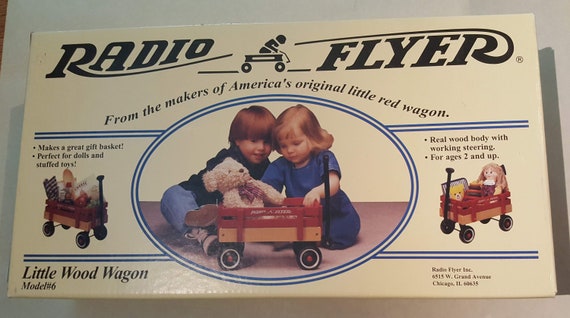 RADIO FLYER®
From the makers of America's original little red wagon.
• Makes a great gift basket!
• Perfect for dolls and
stuffed toys!
• Real wood body with
working steering.
• For ages 2 and up.
RADIO FLYER
Little Wood Wagon
Model#6
Radio Flyer Inc.
6515 W. Grand Avenue
Chicago, IL 60635